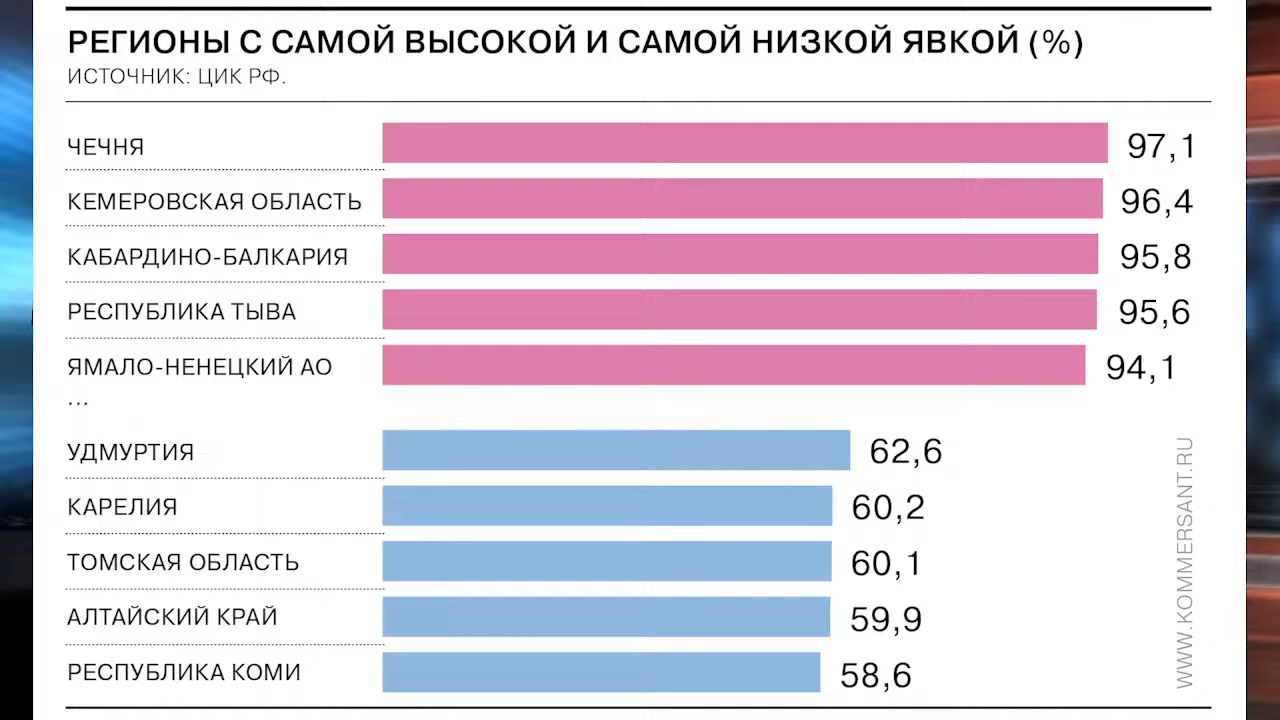 РЕГИОНЫ С САМОЙ ВЫСОКОЙ И САМОЙ НИЗКОЙ ЯВКОЙ (%)
ИСТОЧНИК: ЦИК РФ.
ЧЕЧНЯ 97,1
КЕМЕРОВСКАЯ ОБЛАСТЬ 96,4
КАБАРДИНО-БАЛКАРИЯ 95,8
РЕСПУБЛИКА ТЫВА 95,6
ЯМАЛО-НЕНЕЦКИЙ АО 94,1
...
УДМУРТИЯ 62,6
КАРЕЛИЯ 60,2
ТОМСКАЯ ОБЛАСТЬ 60,1
АЛТАЙСКИЙ КРАЙ 59,9
РЕСПУБЛИКА КОМИ 58,6
WWW.KOMMERSANT.RU